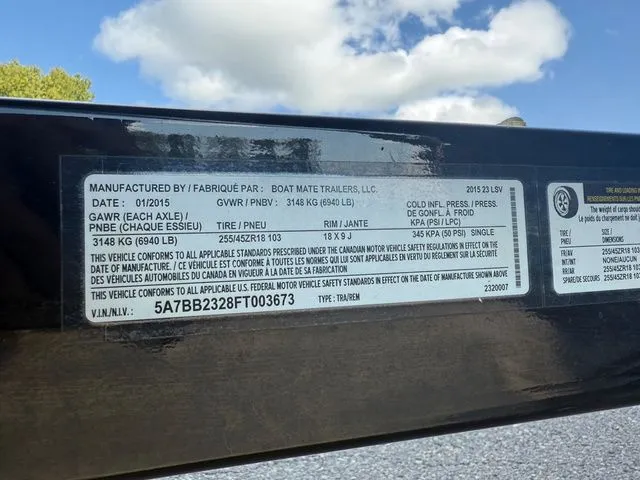 MANUFACTURED BY / FABRIQUÉ PAR : BOAT MATE TRAILERS, LLC. 2015 23 LSV
DATE : 01/2015 GVWR / PNBV : 3148 KG (6940 LB)
GAWR (EACH AXLE) / PNBE (CHAQUE ESSIEU) TIRE / PNEU RIM / JANTE COLD INFL. PRESS. / PRESS. DE GONFL. À FROID KPA (PSI / LPC)
3148 KG (6940 LB) 255/45ZR18 103 18 X 9 J 345 KPA (50 PSI) SINGLE
THIS VEHICLE CONFORMS TO ALL APPLICABLE STANDARDS PRESCRIBED UNDER THE CANADIAN MOTOR VEHICLE SAFETY REGULATIONS IN EFFECT ON THE
DATE OF MANUFACTURE / CE VÉHICULE EST CONFORME À TOUTES LES NORMES QUI LUI SONT APPLICABLES EN VERTU DU RÈGLEMENT SUR LA SÉCURITÉ
DES VÉHICULES AUTOMOBILES DU CANADA EN VIGUEUR À LA DATE DE SA FABRICATION
THIS VEHICLE CONFORMS TO ALL APPLICABLE U.S. FEDERAL MOTOR VEHICLE SAFETY STANDARDS IN EFFECT ON THE DATE OF MANUFACTURE SHOWN ABOVE
V.I.N./N.I.V. : 5A7BB2328FT003673 TYPE : TRA/REM 2320007
TIRE AND LOADING
RENSEIGNEMENTS SUR LES
The weight of cargo should
Le poids du chargement ne doit
TIRE / PNEU SIZE / DIMENSIONS
FR/AV 255/45ZR18 103
INT/INT NONE/AUCUN
RR/AR 255/45ZR18 103
SPARE/DE SECOURS 255/45ZR18 103